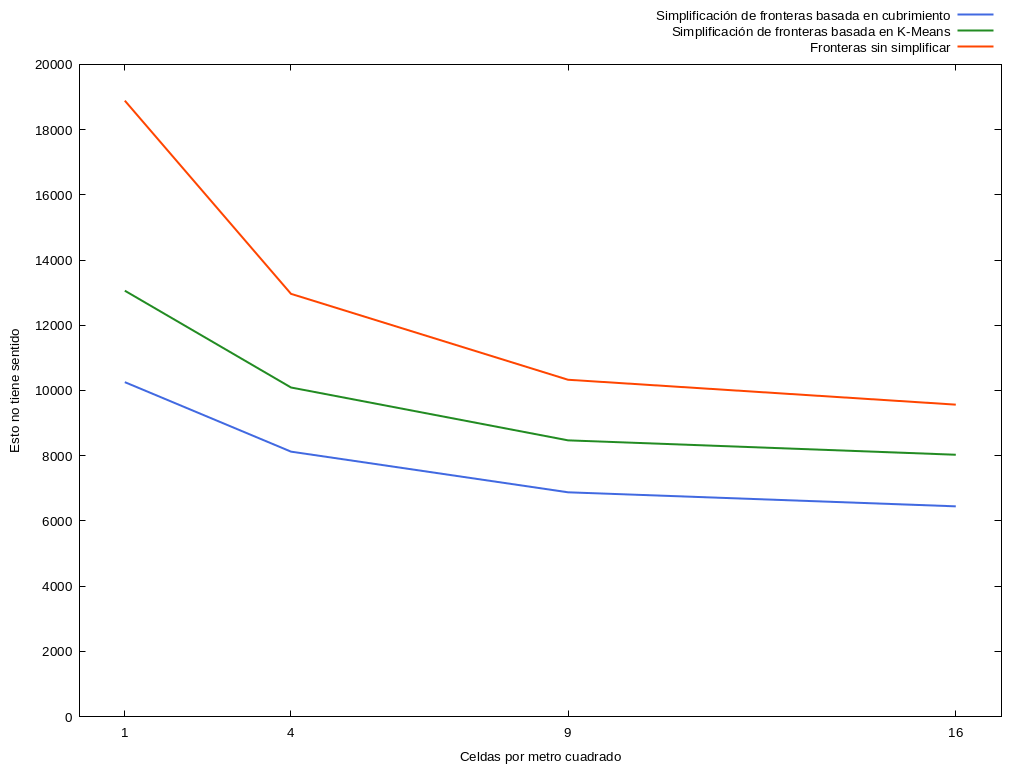 Simplificación de fronteras basada en cubrimiento
Simplificación de fronteras basada en K-Means
Fronteras sin simplificar
20000
18000
16000
14000
12000
10000
8000
6000
4000
2000
0
Esto no tiene sentido
1 4 9 16
Celdas por metro cuadrado